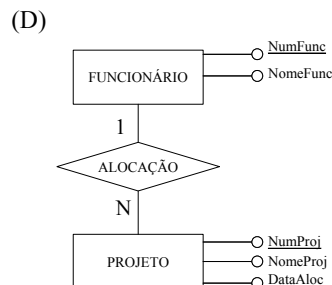 (D)
NumFunc
FUNCIONÁRIO
NomeFunc
1
ALOCAÇÃO
N
NumProj
PROJETO
NomeProj
DataAloc